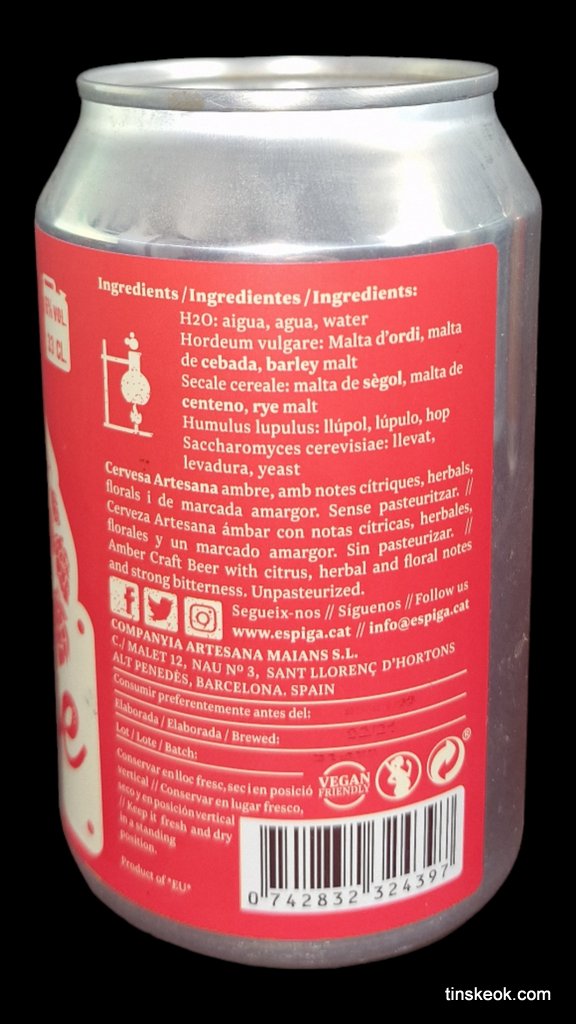 6% vol.
33 CL.
Ingredients / Ingredientes / Ingredients:
H2O: aigua, agua, water
Hordeum vulgare: Malta d'ordi, malta
de cebada, barley malt
Secale cereale: malta de sègol, malta de
centeno, rye malt
Humulus lupulus: llúpol, lúpulo, hop
Saccharomyces cerevisiae: llevat,
levadura, yeast
Cervesa Artesana ambre, amb notes cítriques, herbals,
florals i de marcada amargor. Sense pasteuritzar. //
Cerveza Artesana ámbar con notas cítricas, herbales,
florales y un marcado amargor. Sin pasteurizar. //
Amber Craft Beer with citrus, herbal and floral notes
and strong bitterness. Unpasteurized.
Segueix-nos // Síguenos // Follow us
www.espiga.cat // info@espiga.cat
COMPANYIA ARTESANA MAIANS S.L.
C./ MALET 12, NAU Nº 3, SANT LLORENÇ D'HORTONS
ALT PENEDÈS, BARCELONA. SPAIN
Consumir preferentemente antes del:
Elaborada / Elaborada / Brewed:
Lot / Lote / Batch:
Conservar en lloc fresc, sec i en posició
vertical // Conservar en lugar fresco,
seco y en posición vertical
// Keep it fresh and dry
in a standing
position.
VEGAN
FRIENDLY
®
Product of "EU"
0 742832 324397
tinskeok.com